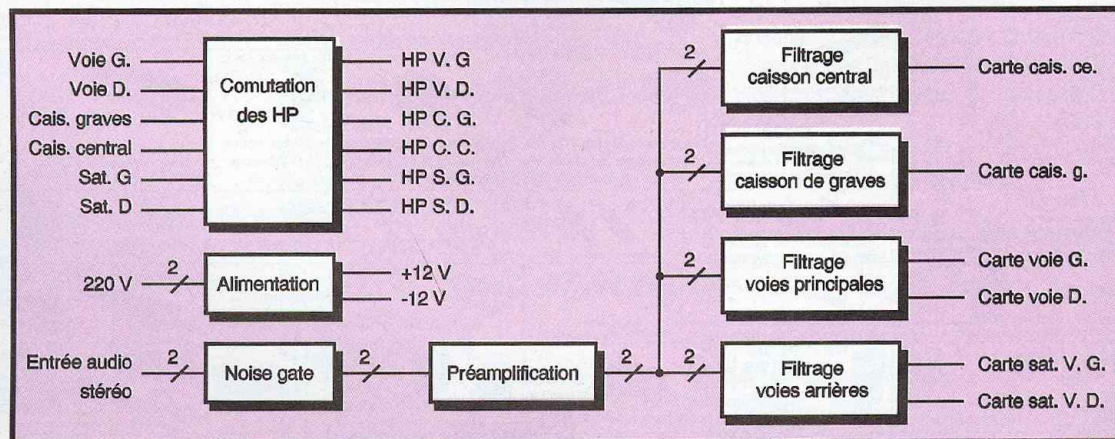 Voie G.
Voie D.
Cais. graves
Cais. central
Sat. G
Sat. D
Comutation
des HP
HP V. G
HP V. D.
HP C. G.
HP C. C.
HP S. G.
HP S. D.
220 V
2
Alimentation
+12 V
-12 V
Entrée audio
stéréo
2
Noise gate
2
Préamplification
2
2
Filtrage
caisson central
Carte cais. ce.
2
Filtrage
caisson de graves
Carte cais. g.
2
Filtrage
voies principales
Carte voie G.
Carte voie D.
2
Filtrage
voies arrières
Carte sat. V. G.
Carte sat. V. D.